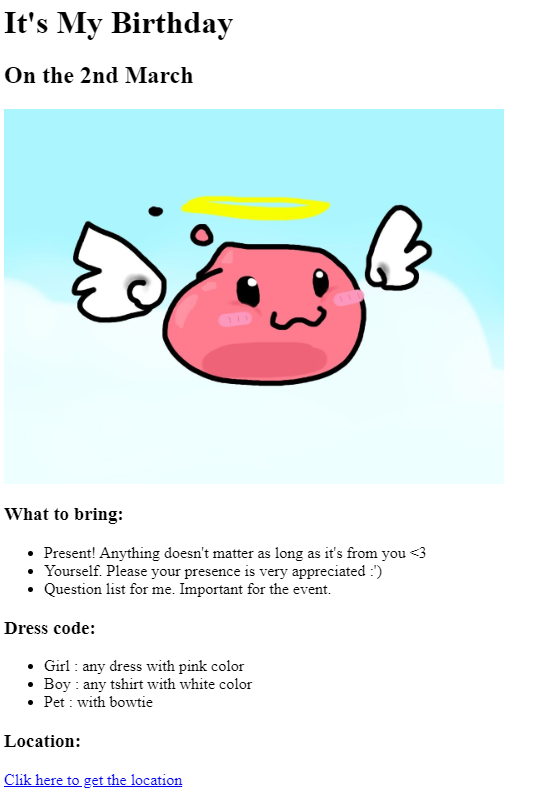 It's My Birthday
On the 2nd March
What to bring:
Present! Anything doesn't matter as long as it's from you <3
Yourself. Please your presence is very appreciated :')
Question list for me. Important for the event.
Dress code:
Girl : any dress with pink color
Boy : any tshirt with white color
Pet : with bowtie
Location:
Clik here to get the location